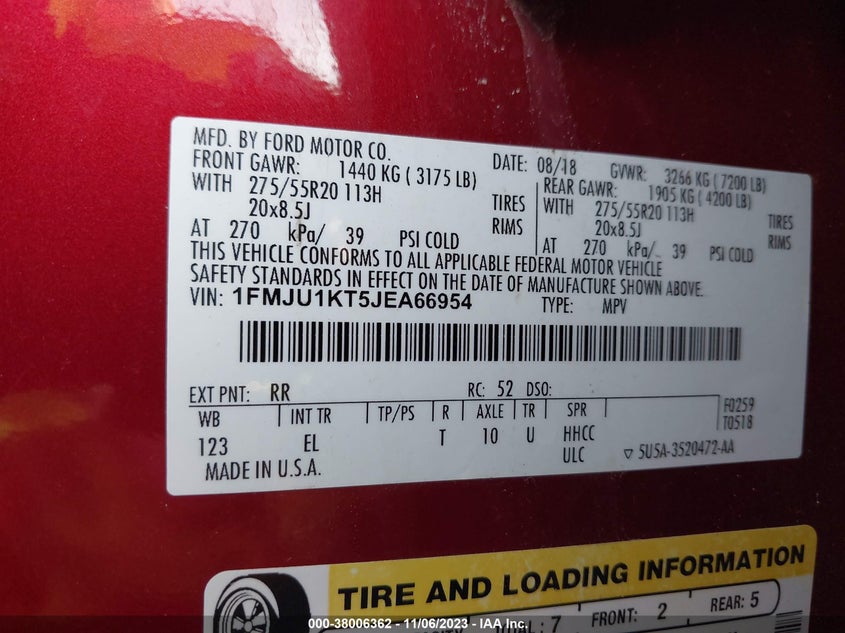 MFD. BY FORD MOTOR CO. DATE: 08/18 GVWR: 3266 KG ( 7200 LB)
FRONT GAWR: 1440 KG ( 3175 LB) REAR GAWR: 1905 KG ( 4200 LB)
WITH 275/55R20 113H TIRES WITH 275/55R20 113H TIRES
20x8.5J RIMS 20x8.5J RIMS
AT 270 kPa/ 39 PSI COLD AT 270 kPa/ 39 PSI COLD
THIS VEHICLE CONFORMS TO ALL APPLICABLE FEDERAL MOTOR VEHICLE
SAFETY STANDARDS IN EFFECT ON THE DATE OF MANUFACTURE SHOWN ABOVE.
VIN: 1FMJU1KT5JEA66954 TYPE: MPV
EXT PNT: RR RC: 52 DSO: F0259
WB INT TR TP/PS R AXLE TR SPR T0518
123 EL T 10 U HHCC
ULC ▽ 5U5A-3520472-AA
MADE IN U.S.A.
TIRE AND LOADING INFORMATION
7 FRONT: 2 REAR: 5
000-38006362 - 11/06/2023 - IAA Inc.